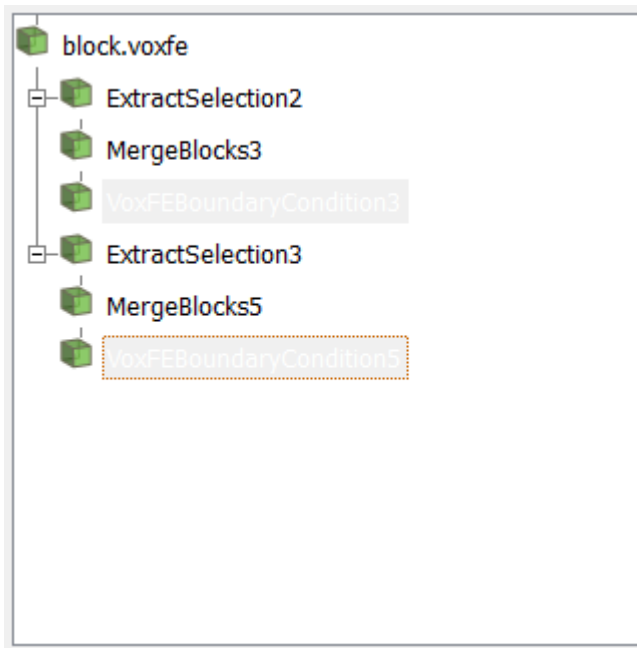 block.voxfe
ExtractSelection2
MergeBlocks3
VoxFEBoundaryCondition3
ExtractSelection3
MergeBlocks5
VoxFEBoundaryCondition5